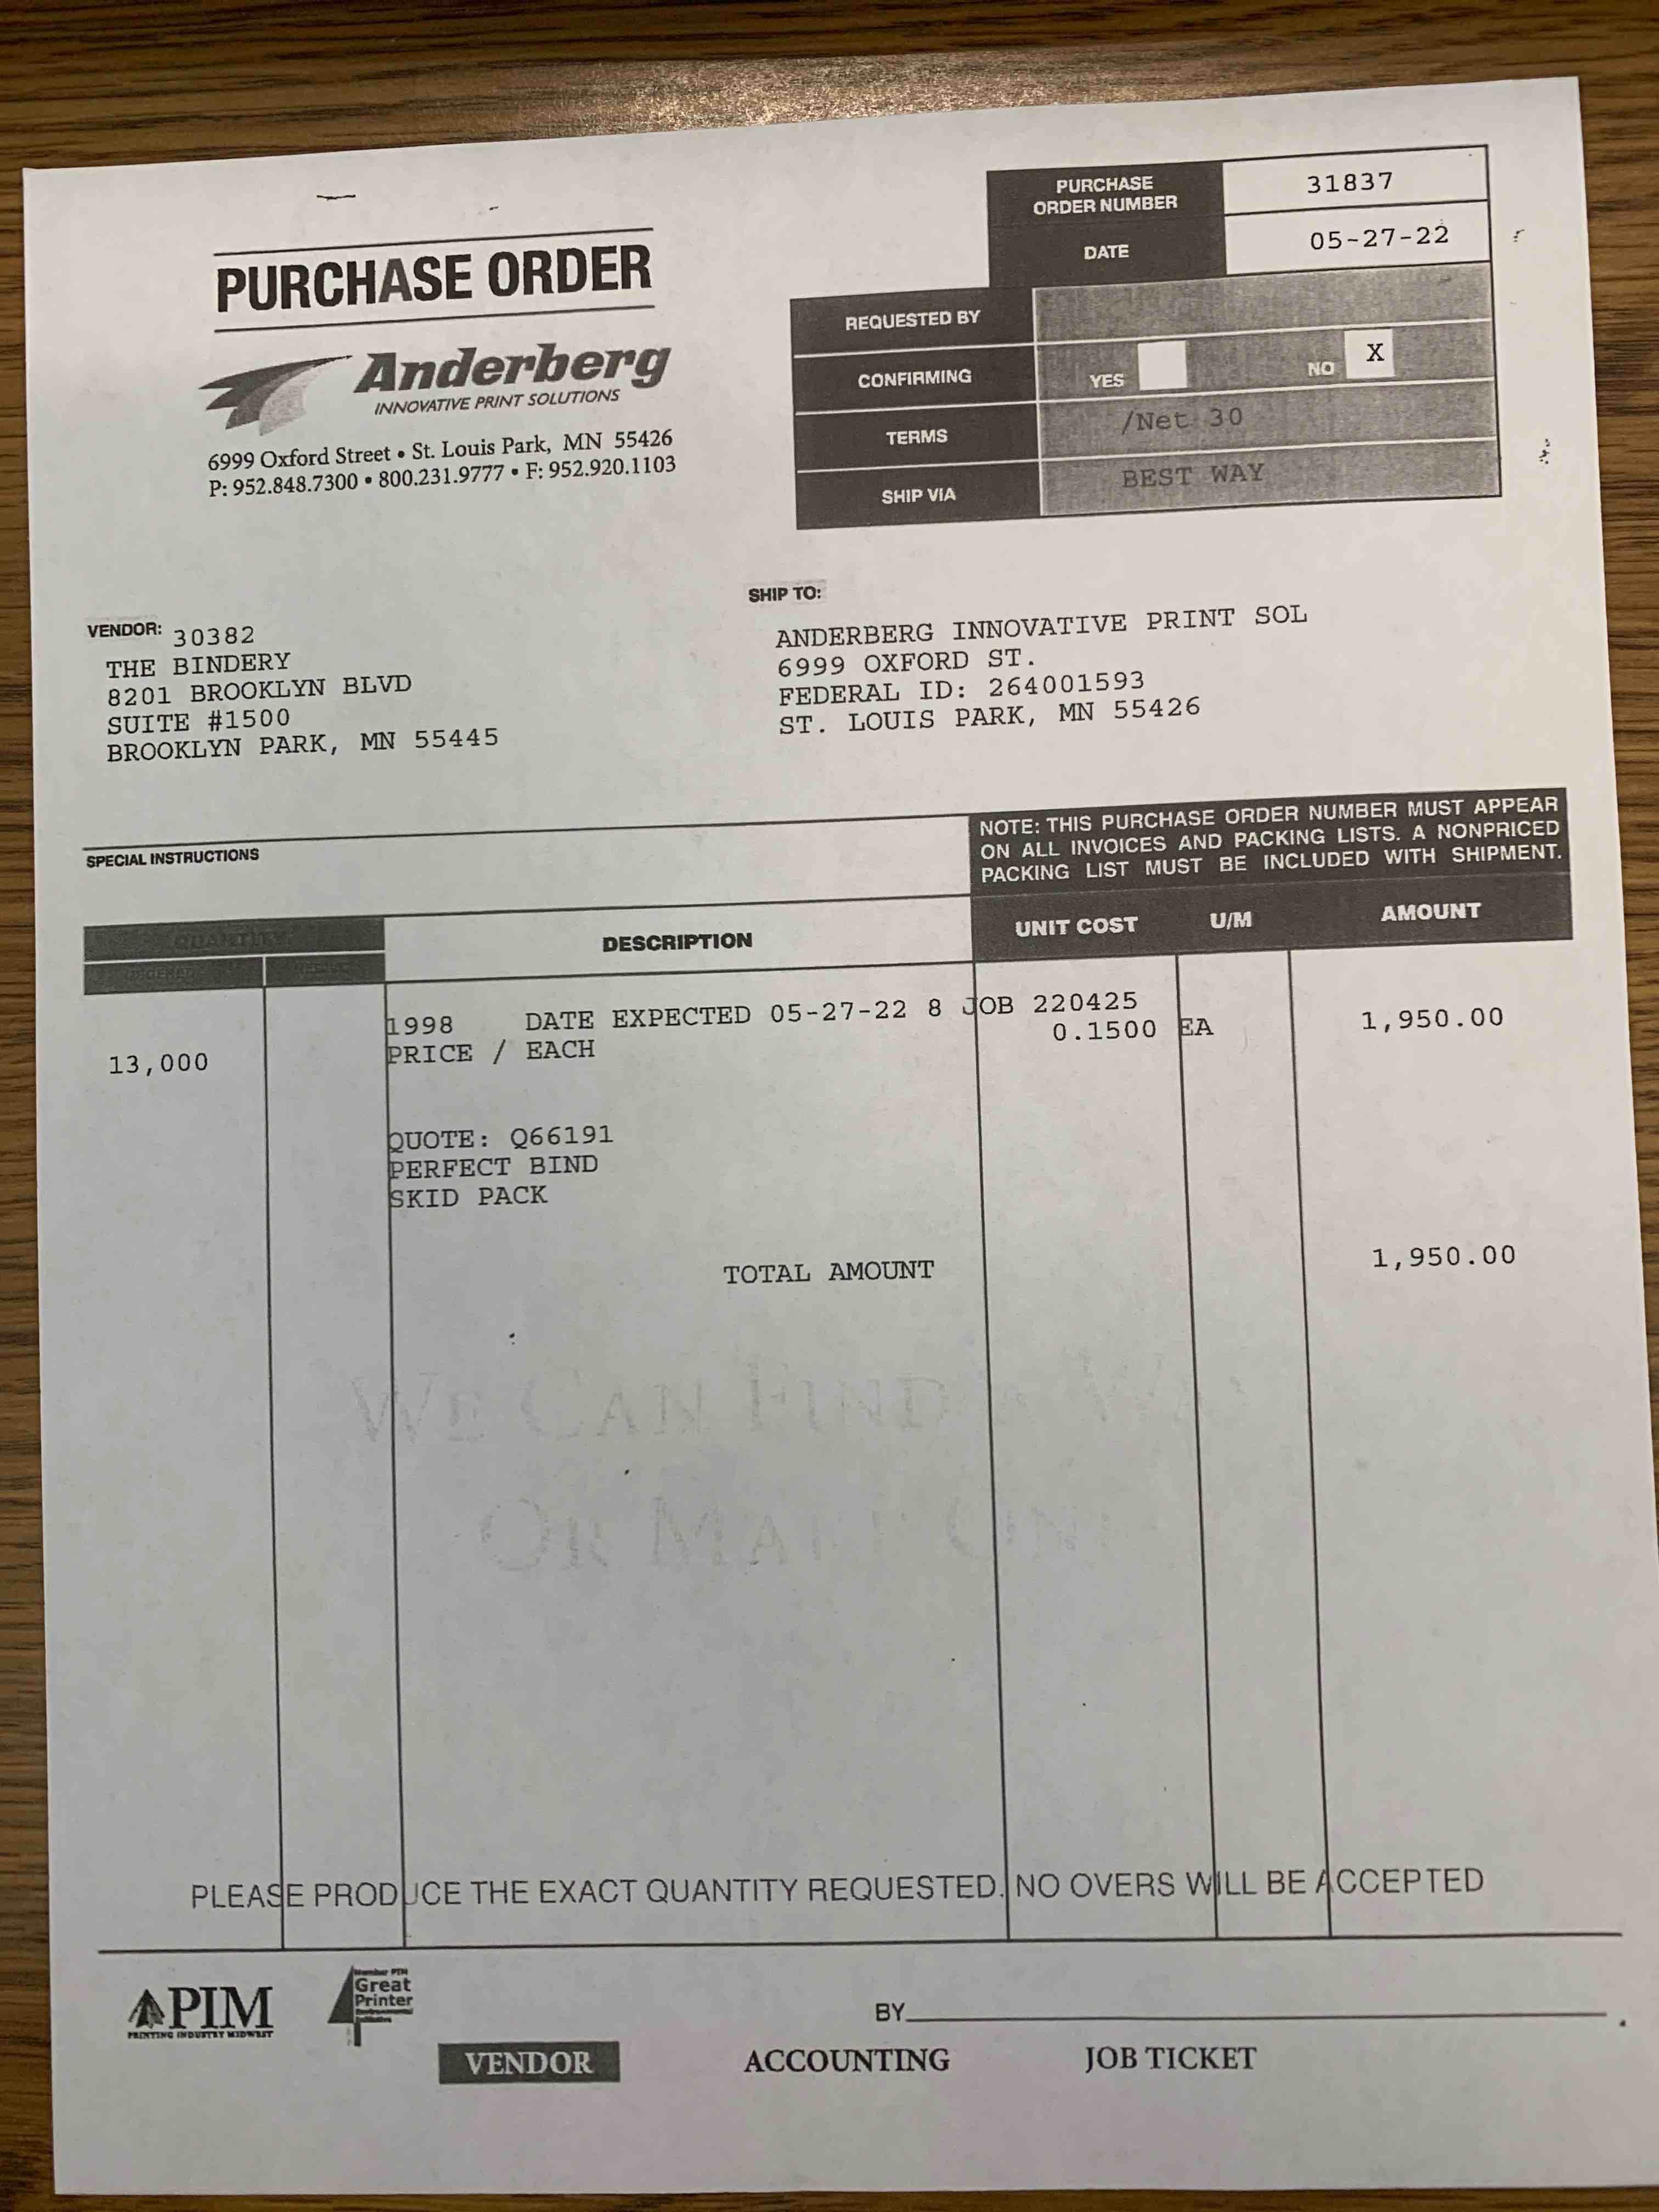 PURCHASE ORDER NUMBER
31837
DATE
05-27-22
PURCHASE ORDER
Anderberg
INNOVATIVE PRINT SOLUTIONS
6999 Oxford Street • St. Louis Park, MN 55426
P: 952.848.7300 • 800.231.9777 • F: 952.920.1103
REQUESTED BY
CONFIRMING YES NO X
TERMS /Net 30
SHIP VIA BEST WAY
VENDOR: 30382
THE BINDERY
8201 BROOKLYN BLVD
SUITE #1500
BROOKLYN PARK, MN 55445
SHIP TO:
ANDERBERG INNOVATIVE PRINT SOL
6999 OXFORD ST.
FEDERAL ID: 264001593
ST. LOUIS PARK, MN 55426
SPECIAL INSTRUCTIONS
NOTE: THIS PURCHASE ORDER NUMBER MUST APPEAR
ON ALL INVOICES AND PACKING LISTS. A NONPRICED
PACKING LIST MUST BE INCLUDED WITH SHIPMENT.
QUANTITY DESCRIPTION UNIT COST U/M AMOUNT
1998 DATE EXPECTED 05-27-22 8 JOB 220425
13,000 PRICE / EACH 0.1500 EA 1,950.00
QUOTE: Q66191
PERFECT BIND
SKID PACK
TOTAL AMOUNT 1,950.00
PLEASE PRODUCE THE EXACT QUANTITY REQUESTED. NO OVERS WILL BE ACCEPTED
PIM
PRINTING INDUSTRY MIDWEST
Member PIM
Great
Printer
BY
VENDOR ACCOUNTING JOB TICKET